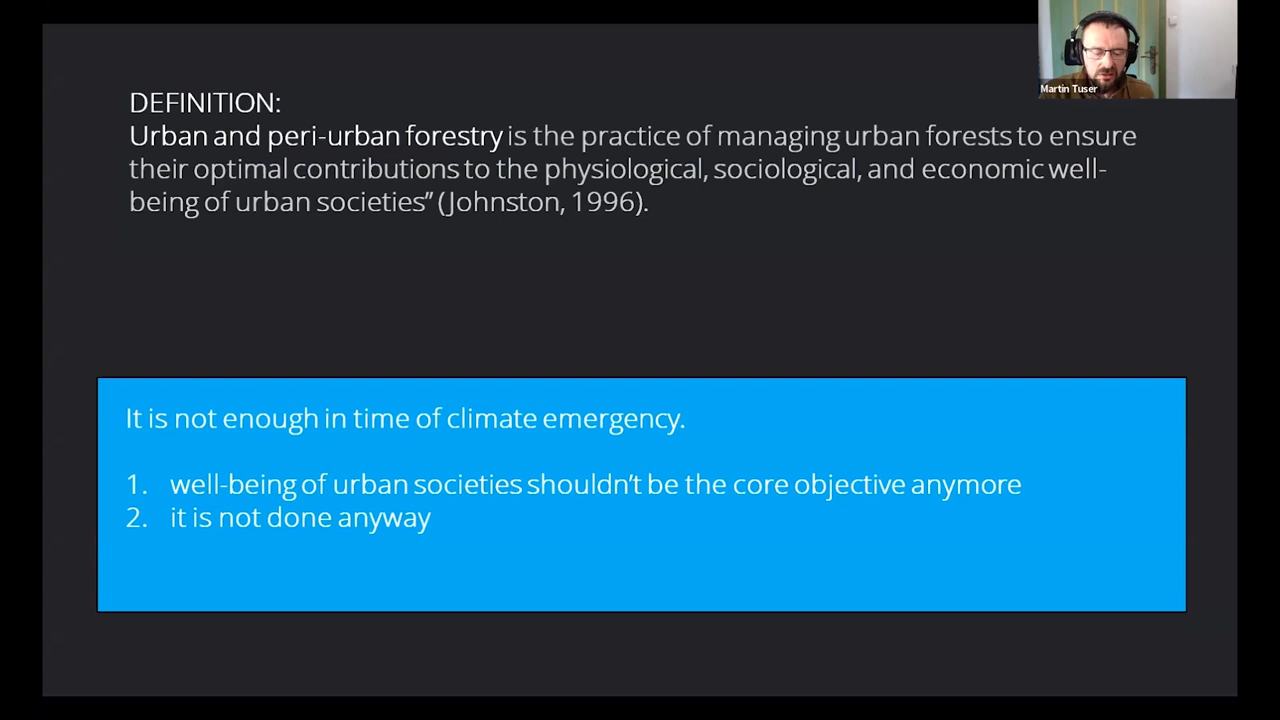 Martin Tuser
DEFINITION:
Urban and peri-urban forestry is the practice of managing urban forests to ensure
their optimal contributions to the physiological, sociological, and economic well-
being of urban societies” (Johnston, 1996).
It is not enough in time of climate emergency.
1. well-being of urban societies shouldn’t be the core objective anymore
2. it is not done anyway